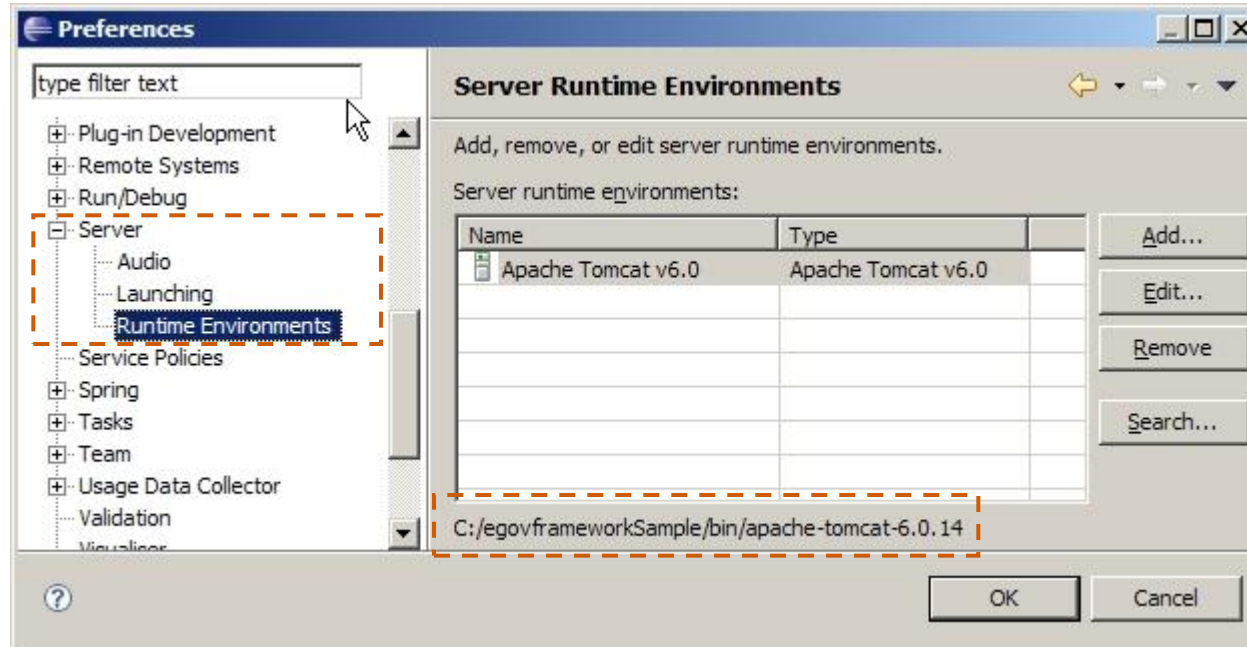 Preferences
type filter text
Plug-in Development
Remote Systems
Run/Debug
Server
Audio
Launching
Runtime Environments
Service Policies
Spring
Tasks
Team
Usage Data Collector
Validation
Visualiser
Server Runtime Environments
Add, remove, or edit server runtime environments.
Server runtime environments:
Name Type
Apache Tomcat v6.0 Apache Tomcat v6.0
Add...
Edit...
Remove
Search...
C:/egovframeworkSample/bin/apache-tomcat-6.0.14
OK Cancel